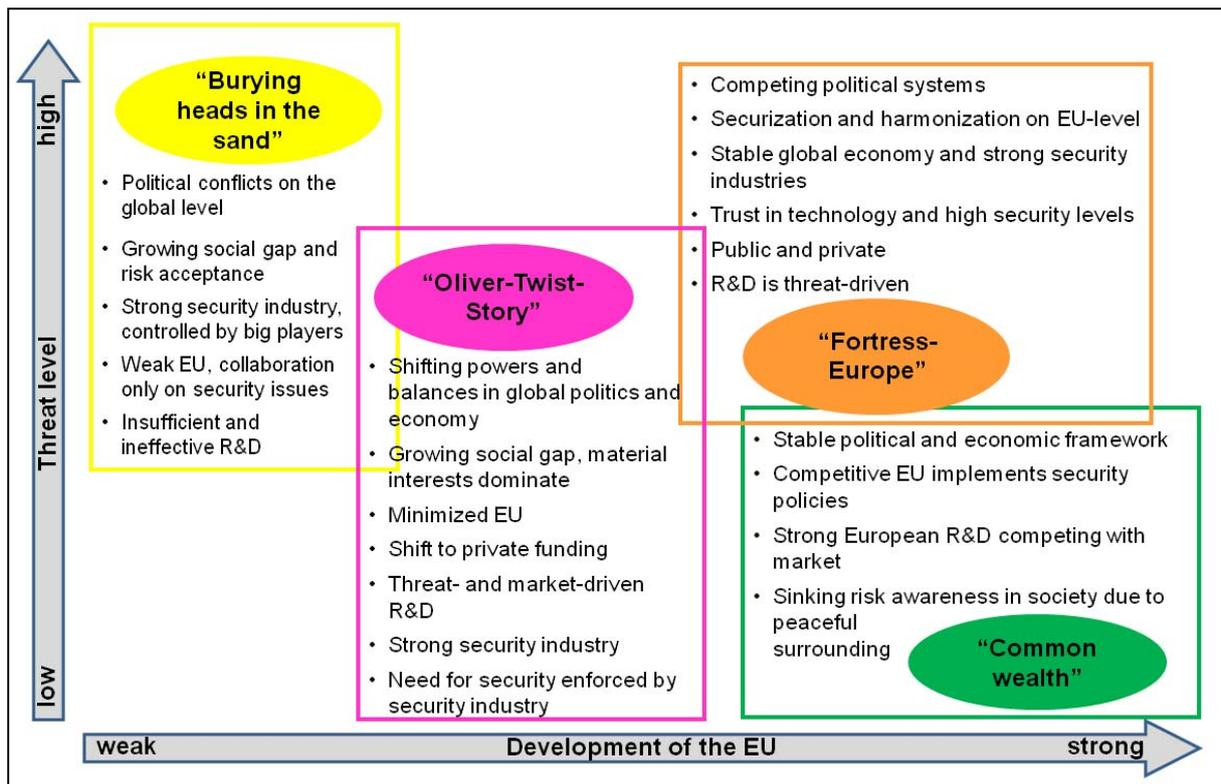 high
Threat level
low
“Burying
heads in the
sand”
• Political conflicts on the
global level
• Growing social gap and
risk acceptance
• Strong security industry,
controlled by big players
• Weak EU, collaboration
only on security issues
• Insufficient and
ineffective R&D
“Oliver-Twist-
Story”
• Shifting powers and
balances in global politics and
economy
• Growing social gap, material
interests dominate
• Minimized EU
• Shift to private funding
• Threat- and market-driven
R&D
• Strong security industry
• Need for security enforced by
security industry
• Competing political systems
• Securization and harmonization on EU-level
• Stable global economy and strong security
industries
• Trust in technology and high security levels
• Public and private
• R&D is threat-driven
“Fortress-
Europe”
• Stable political and economic framework
• Competitive EU implements security
policies
• Strong European R&D competing with
market
• Sinking risk awareness in society due to
peaceful
surrounding
“Common
wealth”
weak
Development of the EU
strong